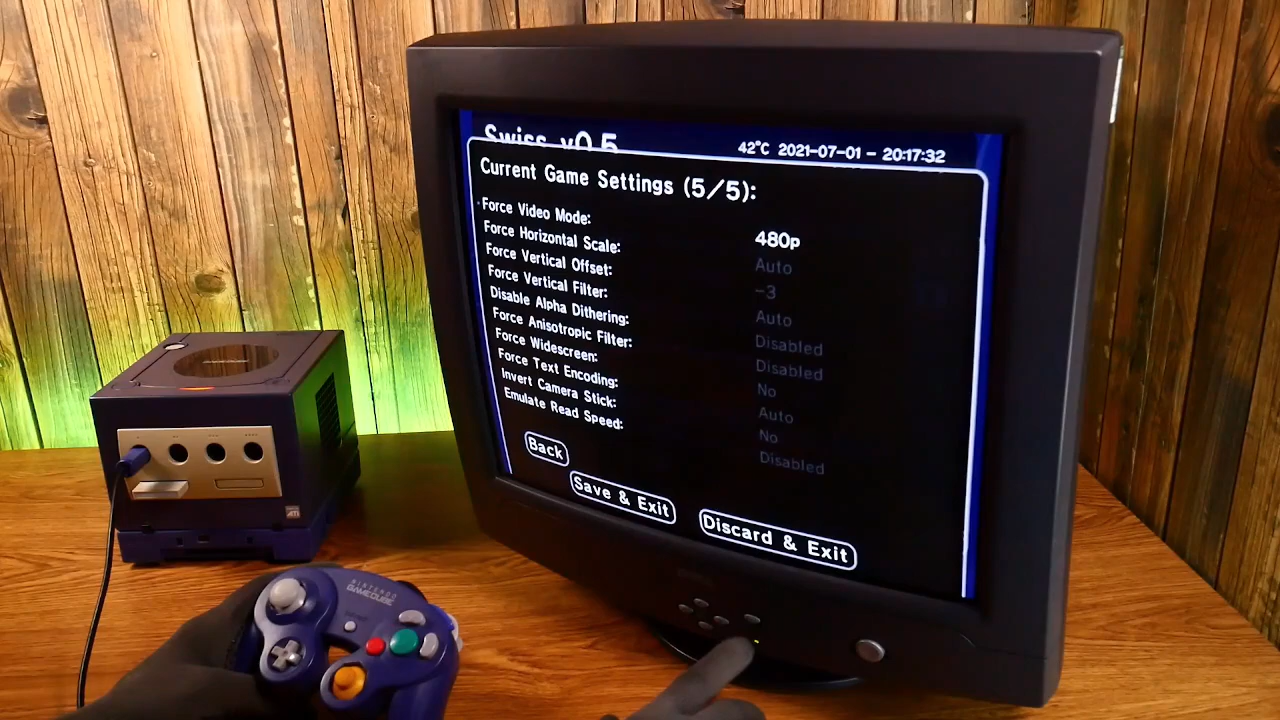 Swiss v0.5
42°C 2021-07-01 - 20:17:32
Current Game Settings (5/5):
Force Video Mode: 480p
Force Horizontal Scale: Auto
Force Vertical Offset: -3
Force Vertical Filter: Auto
Disable Alpha Dithering: Disabled
Force Anisotropic Filter: Disabled
Force Widescreen: No
Force Text Encoding: Auto
Invert Camera Stick: No
Emulate Read Speed: Disabled
Back
Save & Exit
Discard & Exit
ATI
NINTENDO
GAMECUBE